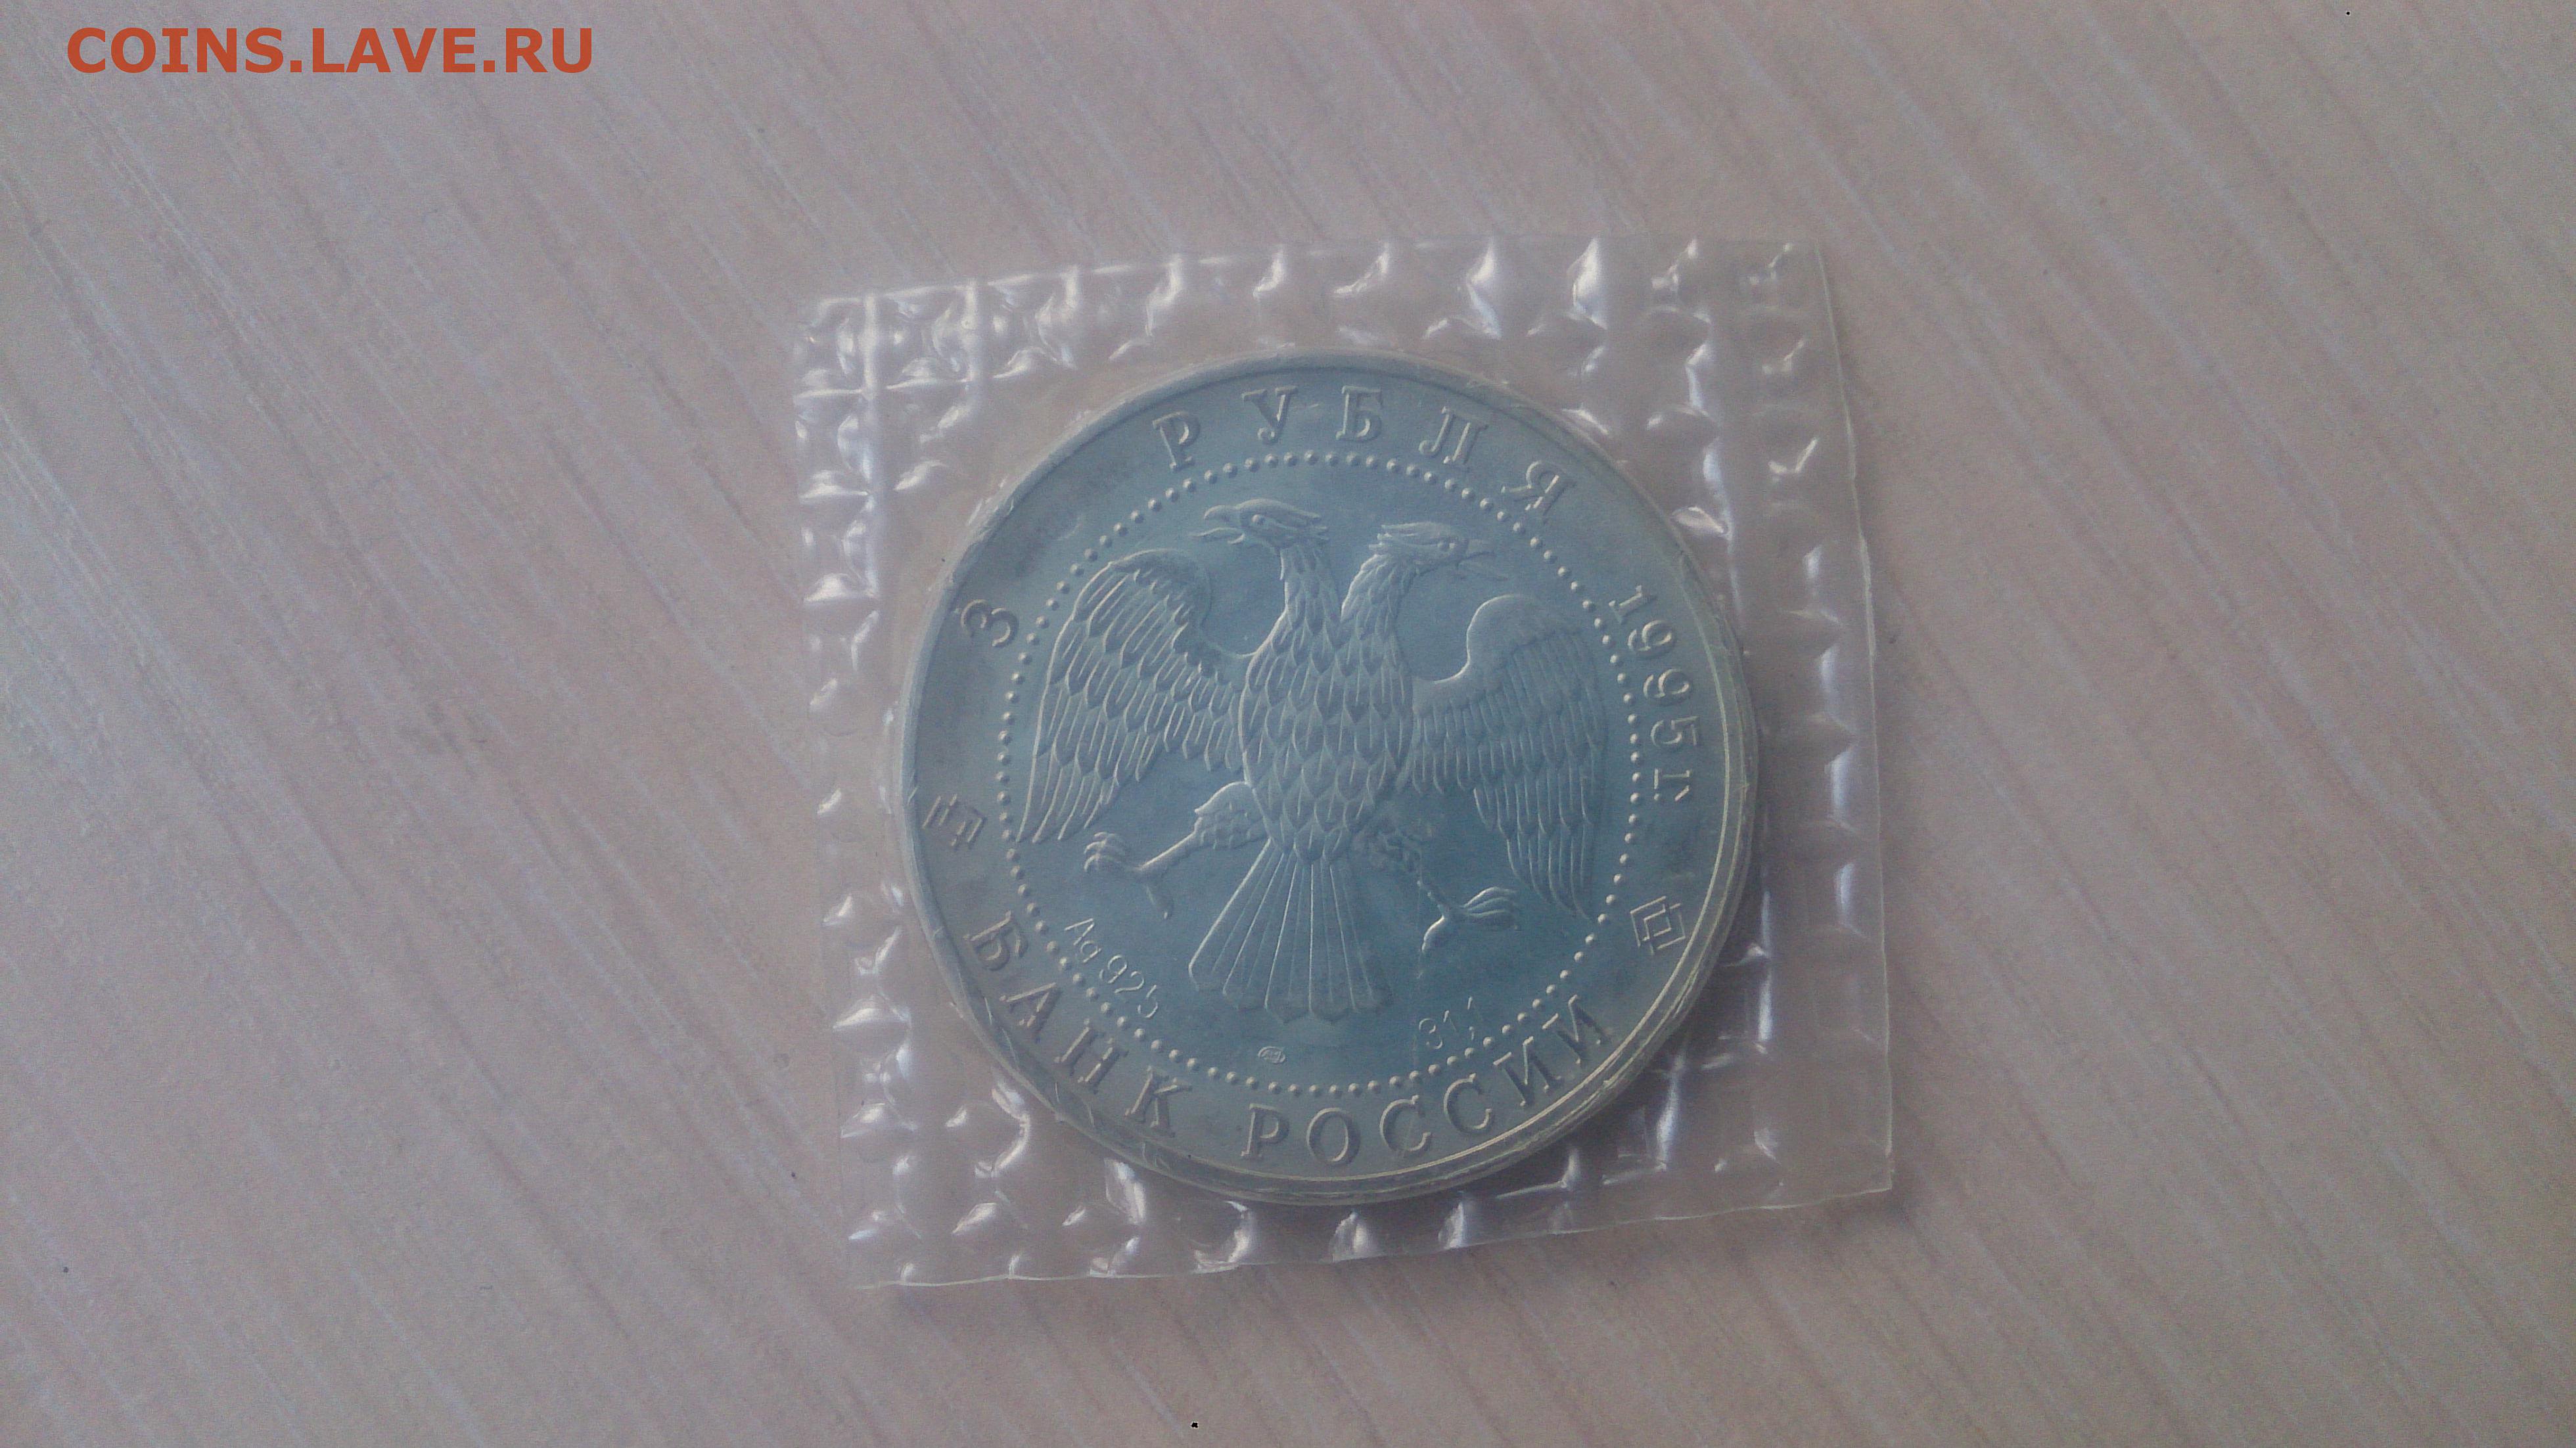 COINS.LAVE.RU
3 РУБЛЯ 1995г.
Ag 925
31,1
БАНК РОССИИ